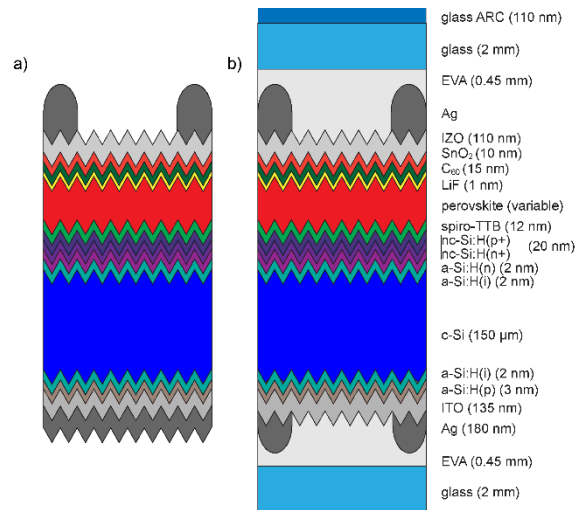 a)
b)
glass ARC (110 nm)
glass (2 mm)
EVA (0.45 mm)
Ag
IZO (110 nm)
SnO₂ (10 nm)
C₆₀ (15 nm)
LiF (1 nm)
perovskite (variable)
spiro-TTB (12 nm)
nc-Si:H(p+)
nc-Si:H(n+)
(20 nm)
a-Si:H(n) (2 nm)
a-Si:H(i) (2 nm)
c-Si (150 µm)
a-Si:H(i) (2 nm)
a-Si:H(p) (3 nm)
ITO (135 nm)
Ag (180 nm)
EVA (0.45 mm)
glass (2 mm)